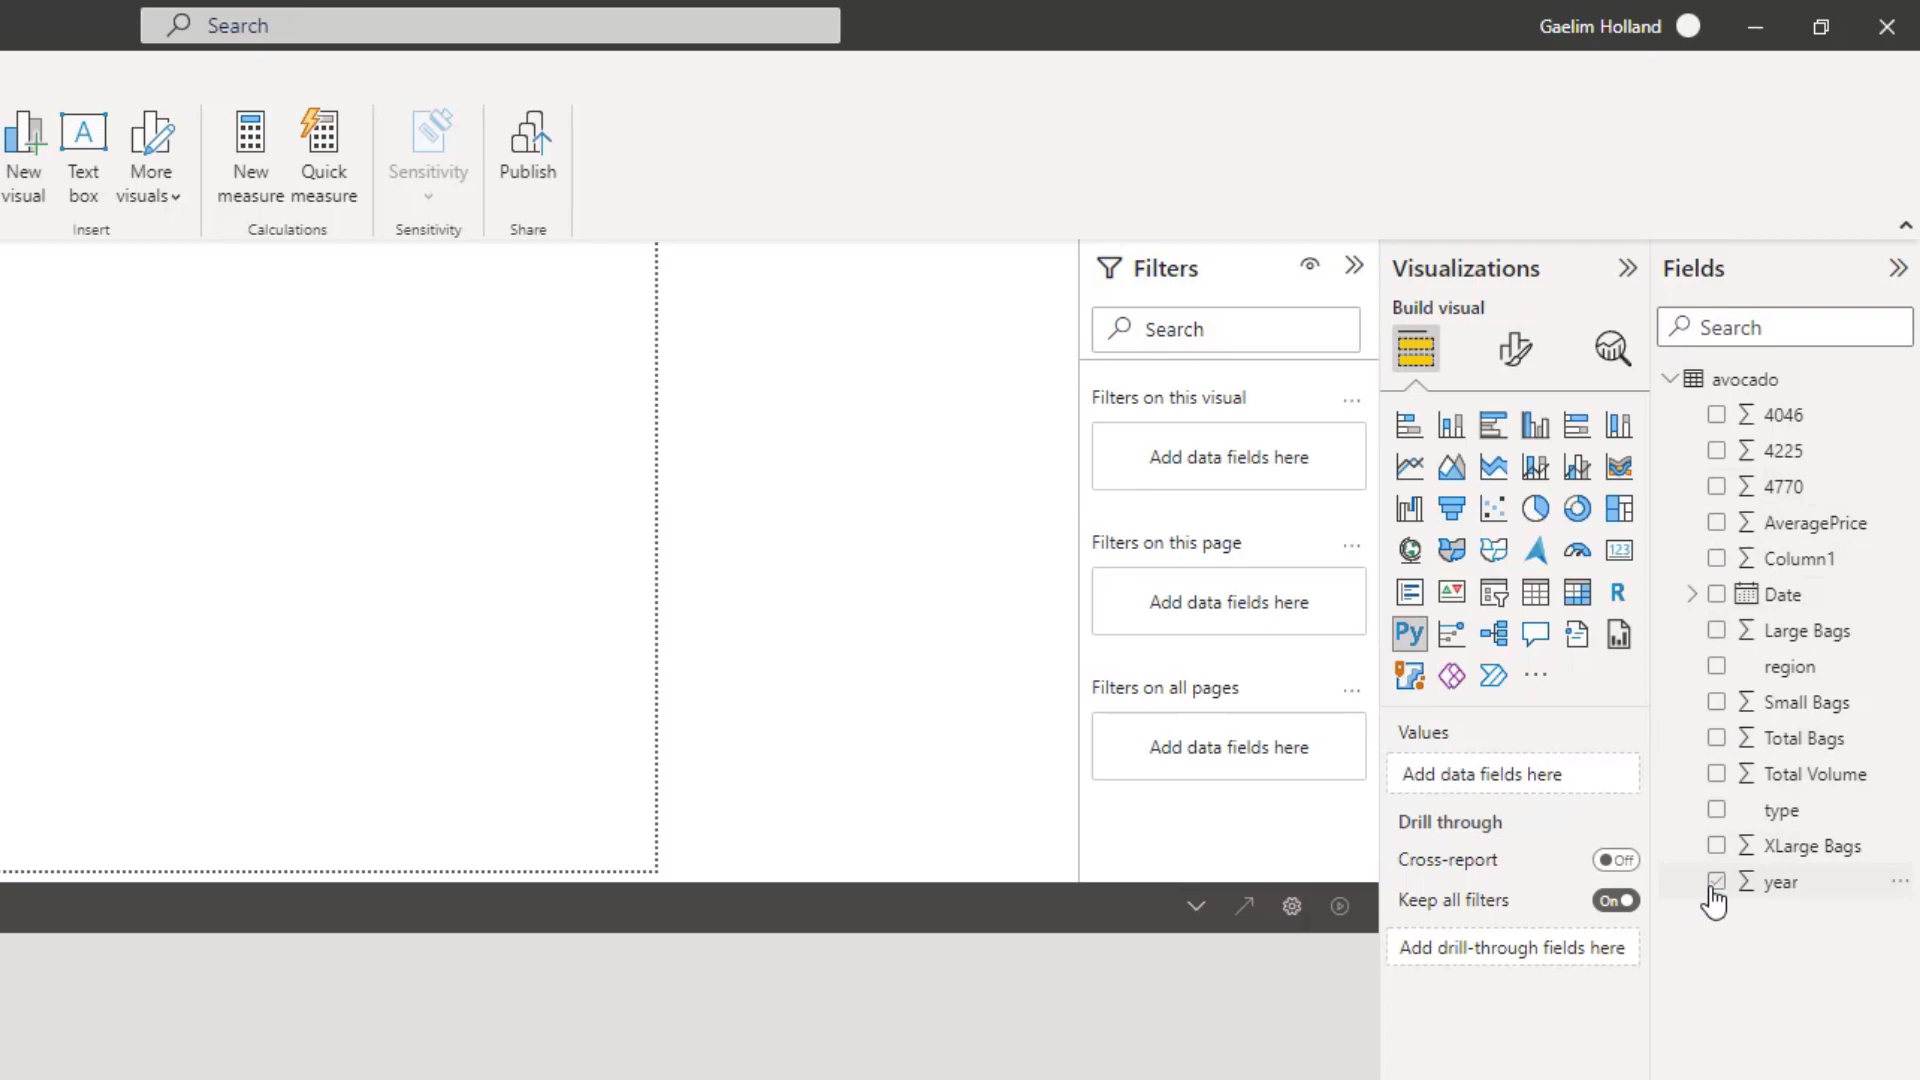 Search
Gaelim Holland
New visual
Text box
More visuals
Insert
New measure
Quick measure
Calculations
Sensitivity
Sensitivity
Publish
Share
Filters
Search
Filters on this visual
Add data fields here
Filters on this page
Add data fields here
Filters on all pages
Add data fields here
Visualizations
Build visual
123
R
Py
Values
Add data fields here
Drill through
Cross-report
Off
Keep all filters
On
Add drill-through fields here
Fields
Search
avocado
4046
4225
4770
AveragePrice
Column1
Date
Large Bags
region
Small Bags
Total Bags
Total Volume
type
XLarge Bags
year